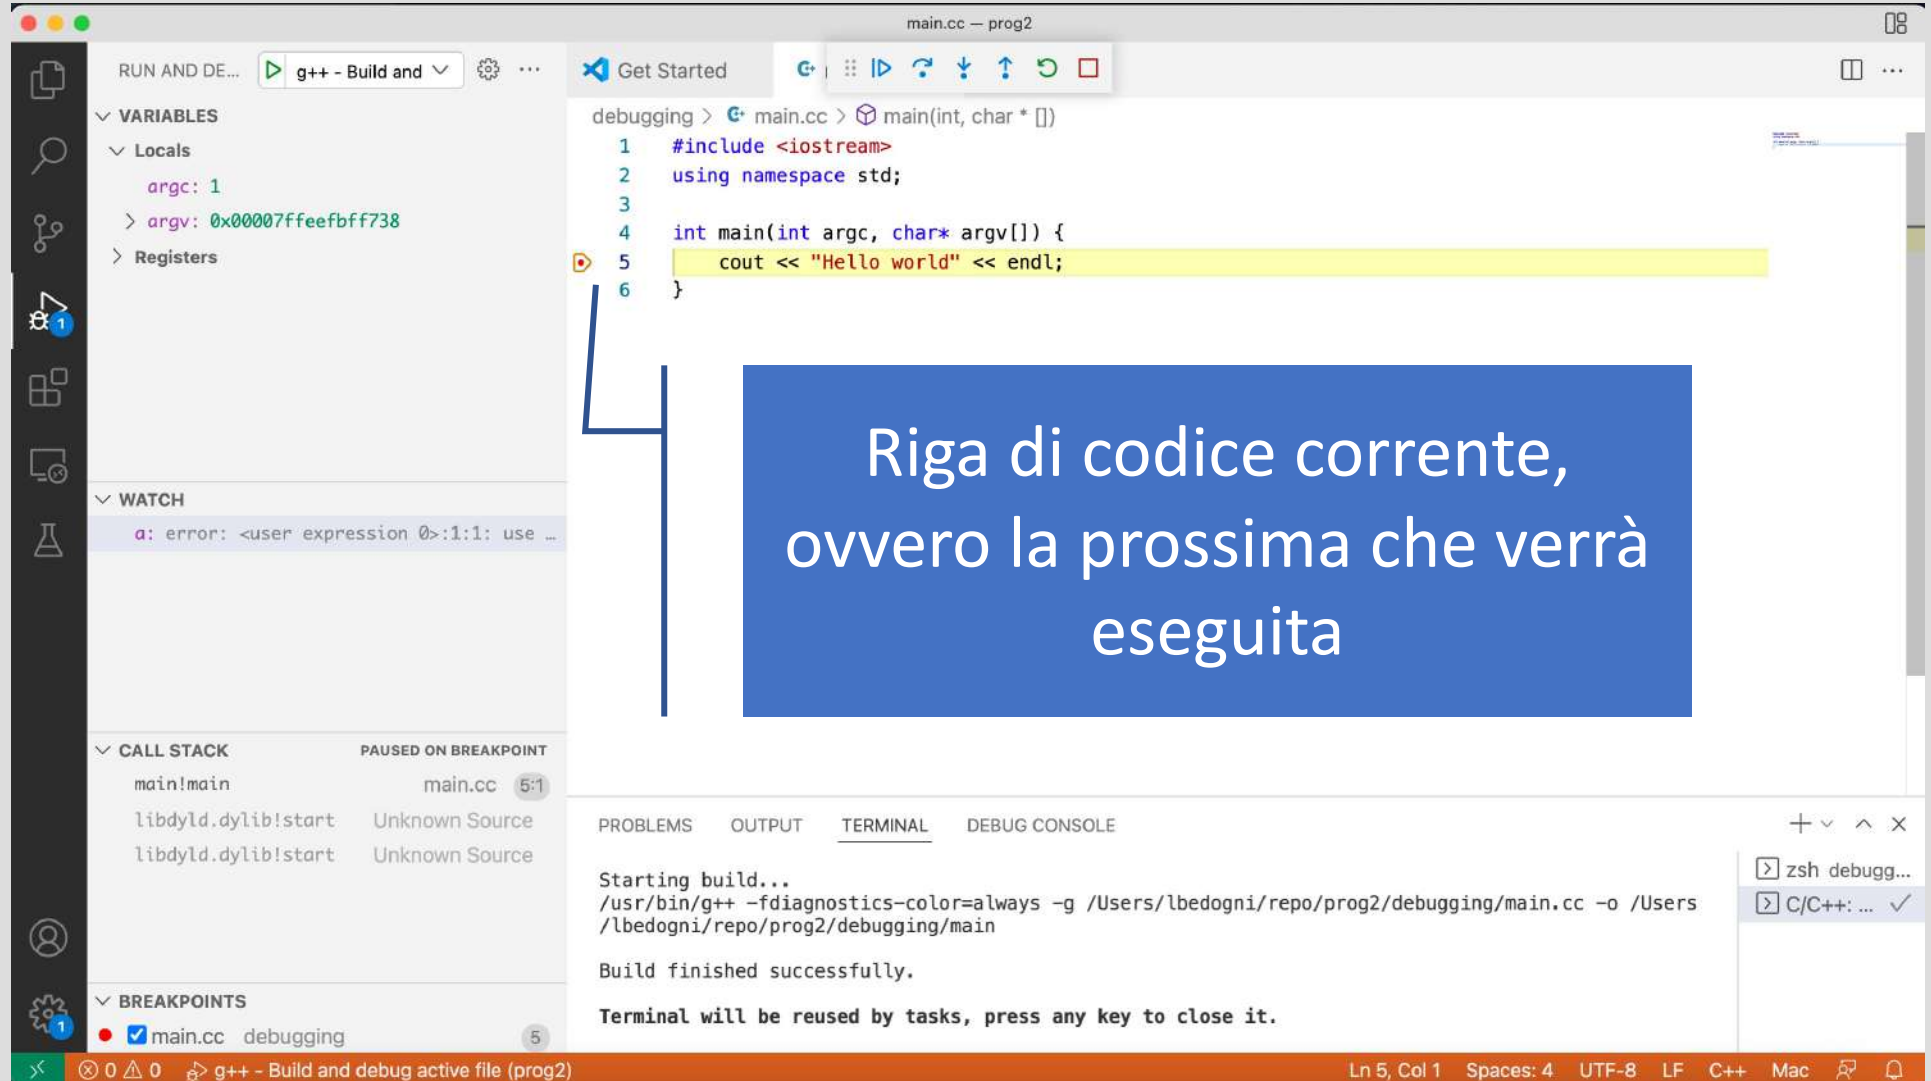 main.cc — prog2
RUN AND DE... g++ - Build and
Get Started
VARIABLES
Locals
argc: 1
argv: 0x00007ffeefbff738
Registers
debugging > main.cc > main(int, char * [])
1 #include <iostream>
2 using namespace std;
3
4 int main(int argc, char* argv[]) {
5 cout << "Hello world" << endl;
6 }
Riga di codice corrente,
ovvero la prossima che verrà
eseguita
WATCH
a: error: <user expression 0>:1:1: use …
CALL STACK PAUSED ON BREAKPOINT
main!main main.cc 5:1
libdyld.dylib!start Unknown Source
libdyld.dylib!start Unknown Source
BREAKPOINTS
main.cc debugging 5
PROBLEMS OUTPUT TERMINAL DEBUG CONSOLE
Starting build...
/usr/bin/g++ -fdiagnostics-color=always -g /Users/lbedogni/repo/prog2/debugging/main.cc -o /Users
/lbedogni/repo/prog2/debugging/main
Build finished successfully.
Terminal will be reused by tasks, press any key to close it.
zsh debugg...
C/C++: ...
1
1
0 0 g++ - Build and debug active file (prog2) Ln 5, Col 1 Spaces: 4 UTF-8 LF C++ Mac